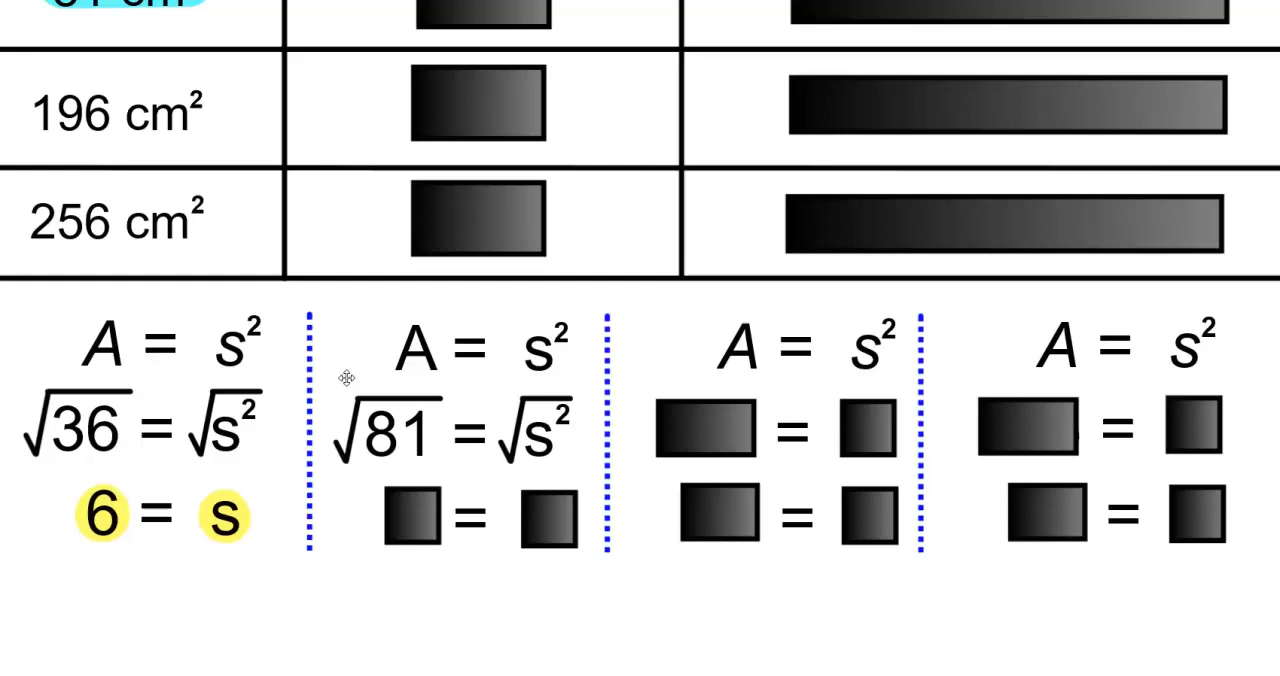 196 cm²
256 cm²
A = s²
√36 = √s²
6 = s
A = s²
√81 = √s²
=
A = s²
=
=
A = s²
=
=